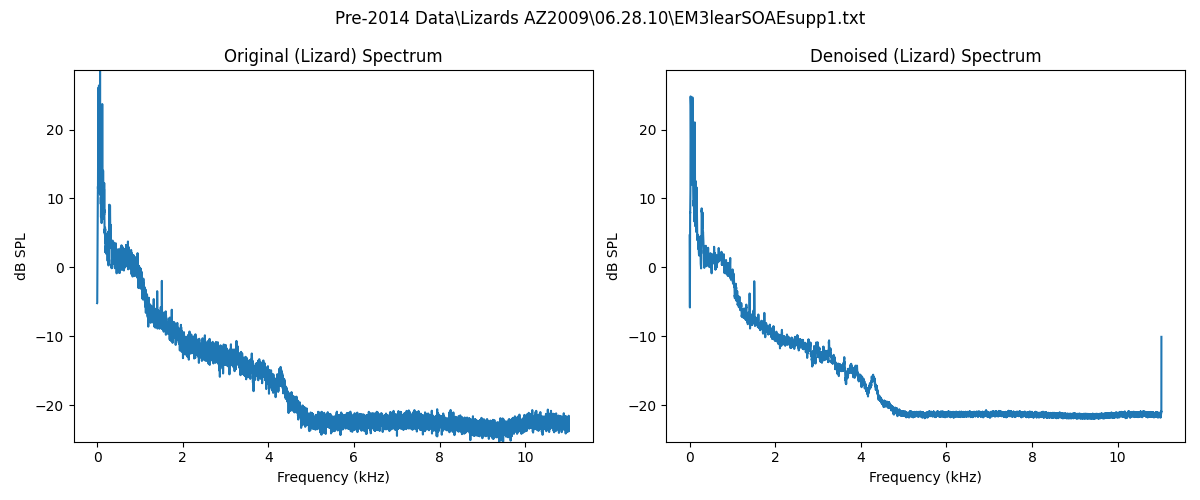 Pre-2014 Data\Lizards AZ2009\06.28.10\EM3learSOAEsupp1.txt
Original (Lizard) Spectrum
dB SPL
20
10
0
−10
−20
0 2 4 6 8 10
Frequency (kHz)
Denoised (Lizard) Spectrum
dB SPL
20
10
0
−10
−20
0 2 4 6 8 10
Frequency (kHz)